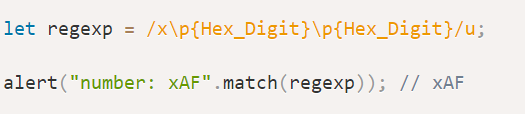 let regexp = /x\p{Hex_Digit}\p{Hex_Digit}/u;
alert("number: xAF".match(regexp)); // xAF